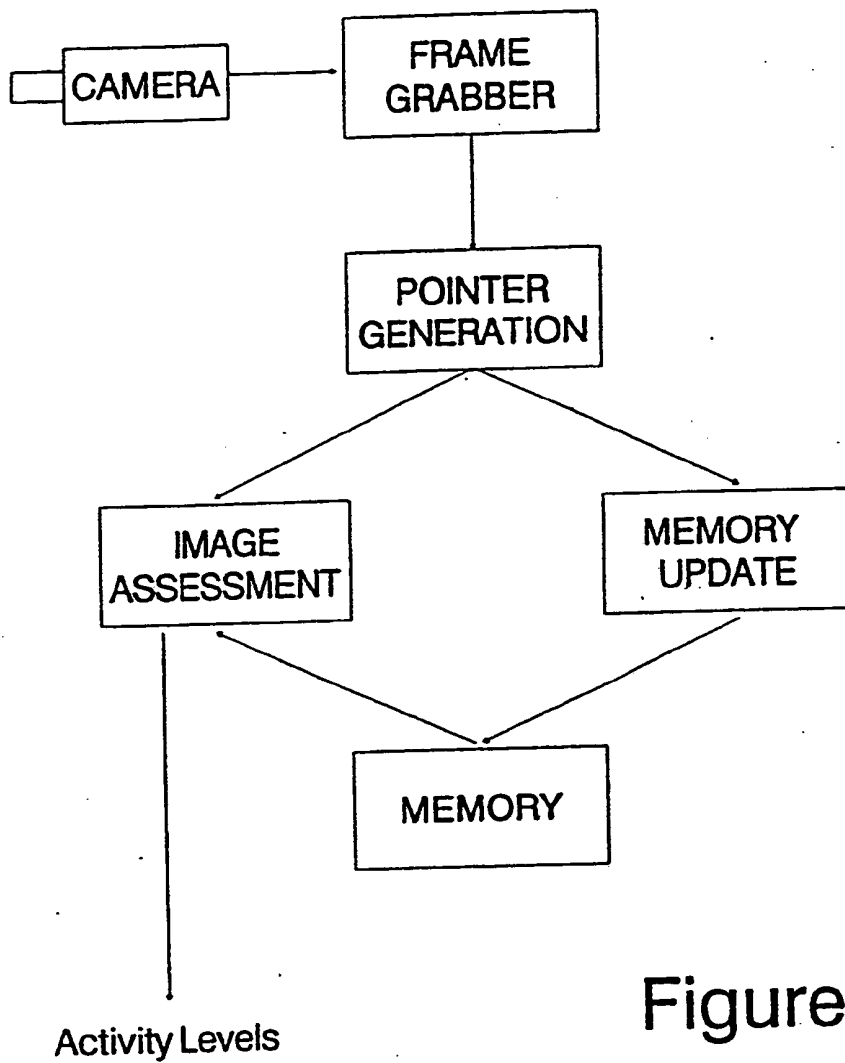 CAMERA
FRAME
GRABBER
POINTER
GENERATION
IMAGE
ASSESSMENT
MEMORY
UPDATE
MEMORY
Activity Levels
Figure